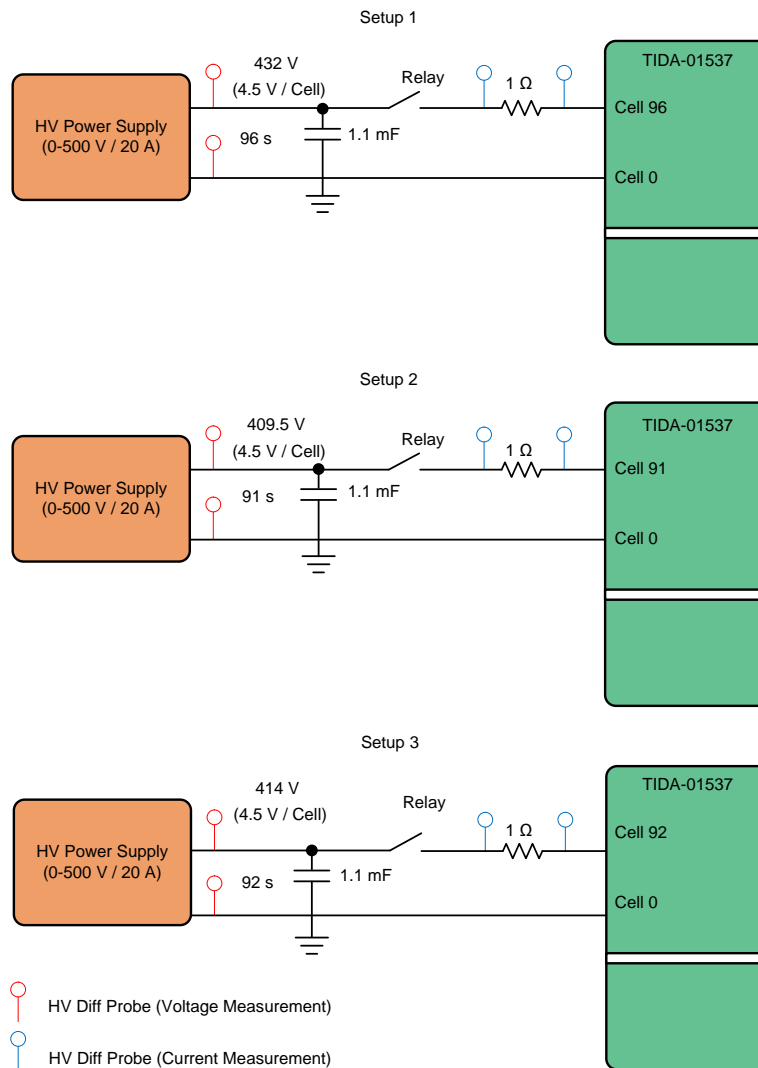 Setup 1
432 V
(4.5 V / Cell)
Relay
1 Ω
TIDA-01537
HV Power Supply
(0-500 V / 20 A)
96 s
1.1 mF
Cell 96
Cell 0
Setup 2
409.5 V
(4.5 V / Cell)
Relay
1 Ω
TIDA-01537
HV Power Supply
(0-500 V / 20 A)
91 s
1.1 mF
Cell 91
Cell 0
Setup 3
414 V
(4.5 V / Cell)
Relay
1 Ω
TIDA-01537
HV Power Supply
(0-500 V / 20 A)
92 s
1.1 mF
Cell 92
Cell 0
HV Diff Probe (Voltage Measurement)
HV Diff Probe (Current Measurement)